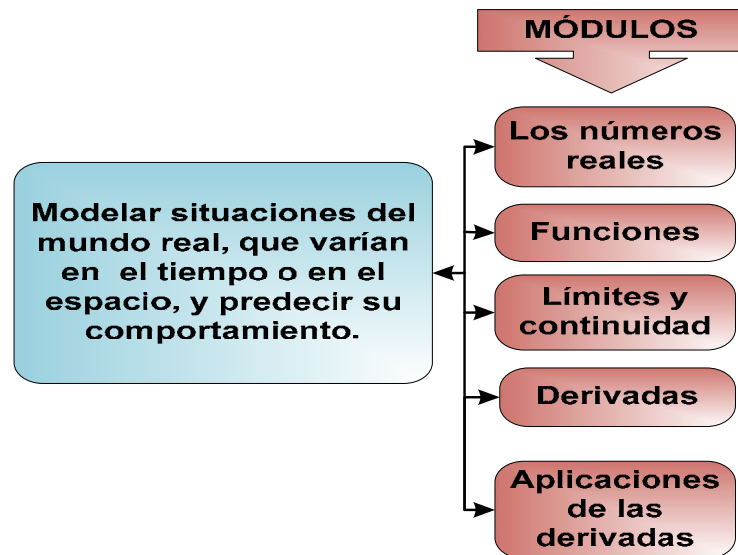 MÓDULOS
Los números
reales
Modelar situaciones del
mundo real, que varían
en el tiempo o en el
espacio, y predecir su
comportamiento.
Funciones
Límites y
continuidad
Derivadas
Aplicaciones
de las
derivadas